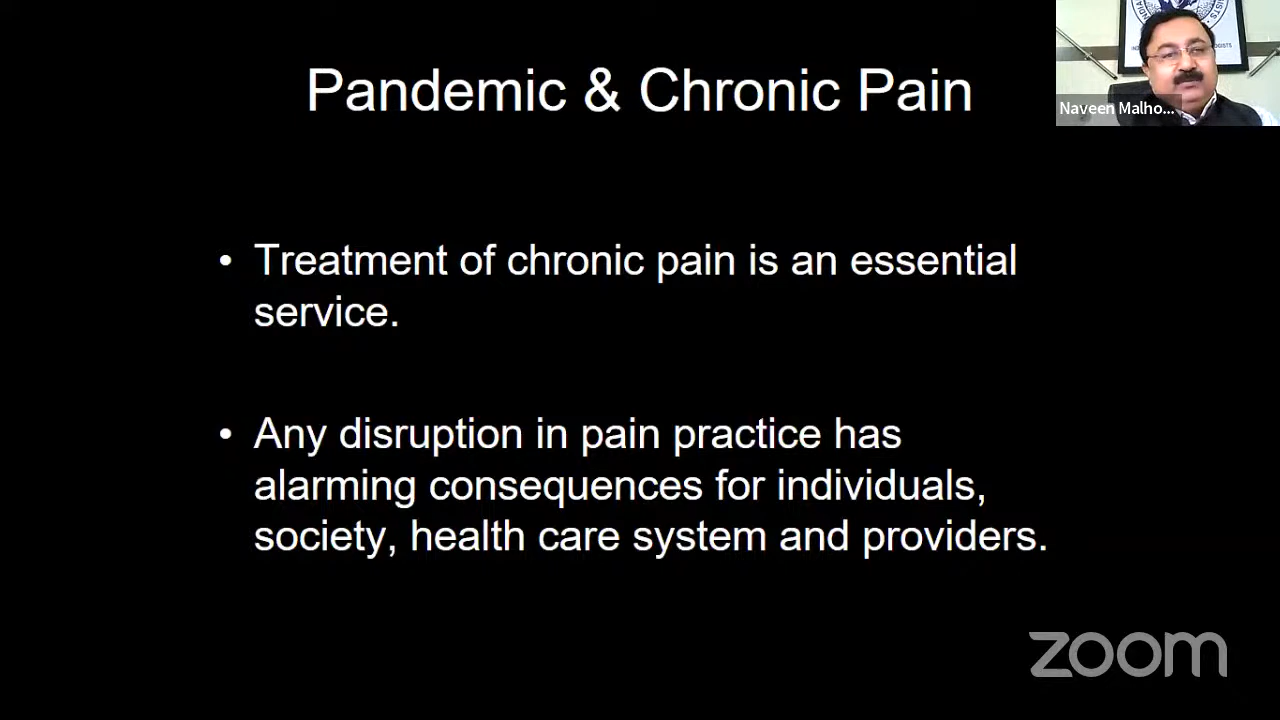 Pandemic & Chronic Pain
Naveen Malho...
• Treatment of chronic pain is an essential
service.
• Any disruption in pain practice has
alarming consequences for individuals,
society, health care system and providers.
zoom